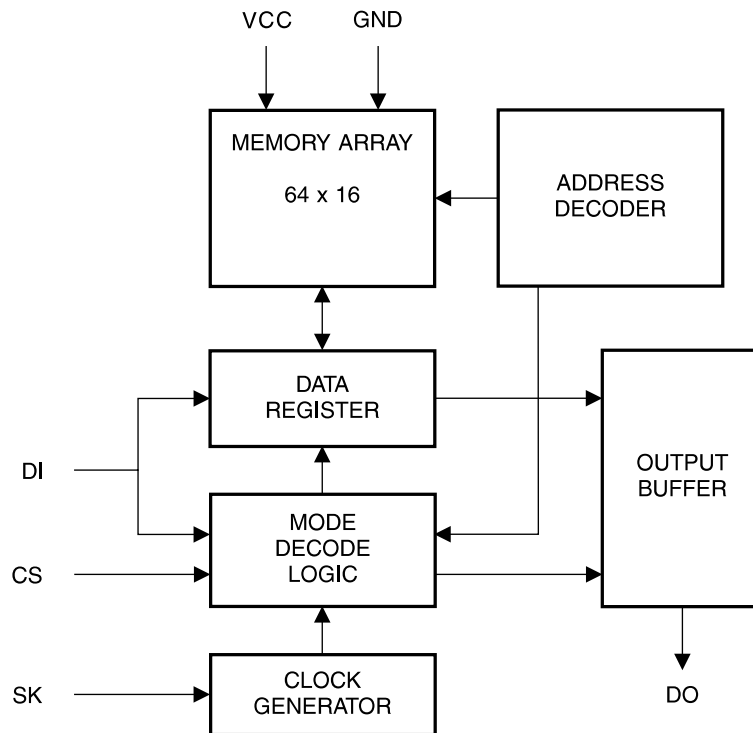 VCC
GND
MEMORY ARRAY
64 x 16
ADDRESS
DECODER
DATA
REGISTER
DI
OUTPUT
BUFFER
MODE
DECODE
LOGIC
CS
CLOCK
GENERATOR
SK
DO